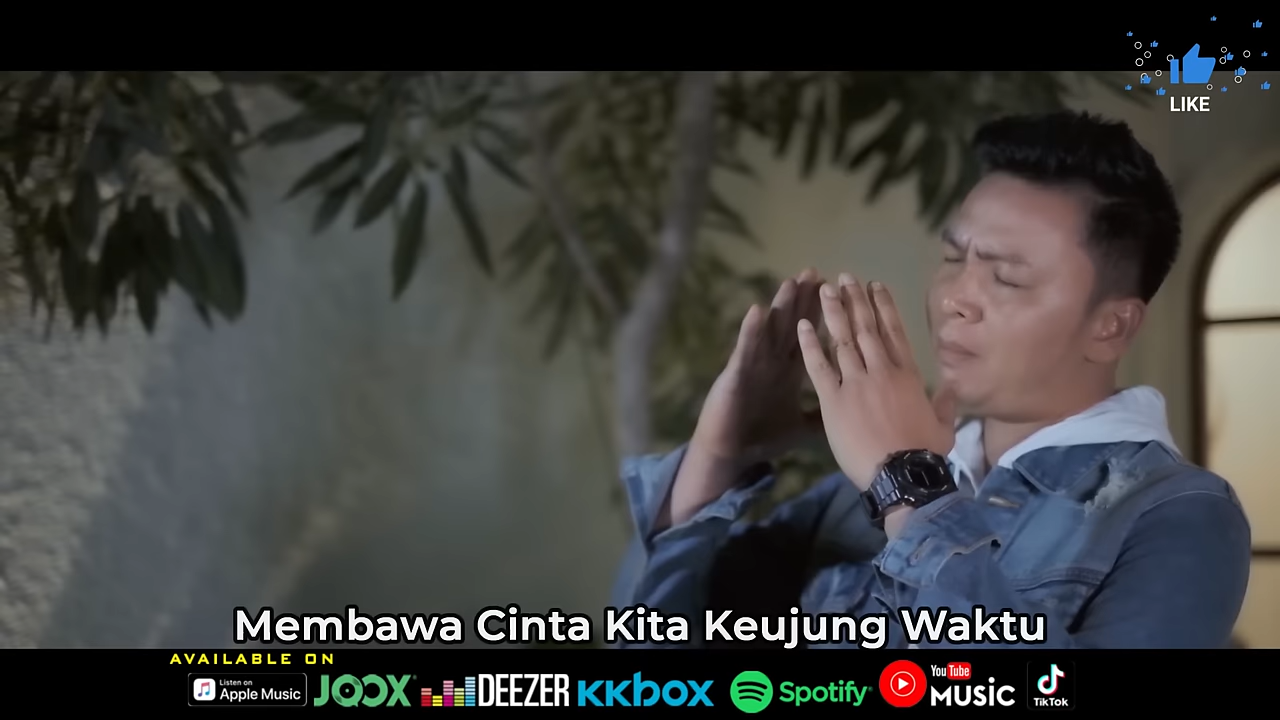 LIKE
Membawa Cinta Kita Keujung Waktu
AVAILABLE ON
Listen on
Apple Music
JOOX
DEEZER
KKBOX
Spotify
YouTube
MUSIC
TikTok